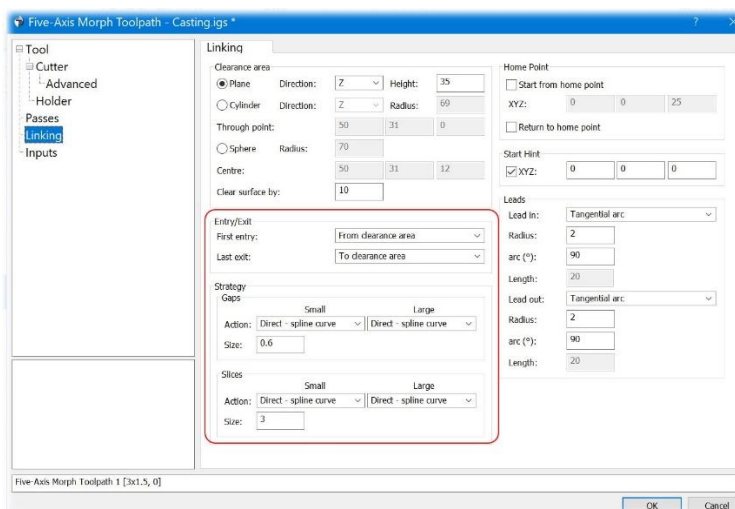 Five-Axis Morph Toolpath - Casting.igs *
? ×
Tool
Cutter
Advanced
Holder
Passes
Linking
Inputs
Linking
Clearance area
Plane Direction: Z Height: 35
Cylinder Direction: Z Radius: 69
Through point: 50 31 0
Sphere Radius: 70
Centre: 50 31 12
Clear surface by: 10
Entry/Exit
First entry: From clearance area
Last exit: To clearance area
Strategy
Gaps
Small Large
Action: Direct - spline curve Direct - spline curve
Size: 0.6
Slices
Small Large
Action: Direct - spline curve Direct - spline curve
Size: 3
Home Point
Start from home point
XYZ: 0 0 25
Return to home point
Start Hint
XYZ: 0 0 0
Leads
Lead in: Tangential arc
Radius: 2
arc (°): 90
Length: 20
Lead out: Tangential arc
Radius: 2
arc (°): 90
Length: 20
Five-Axis Morph Toolpath 1 [3x1.5, 0]
OK Cancel